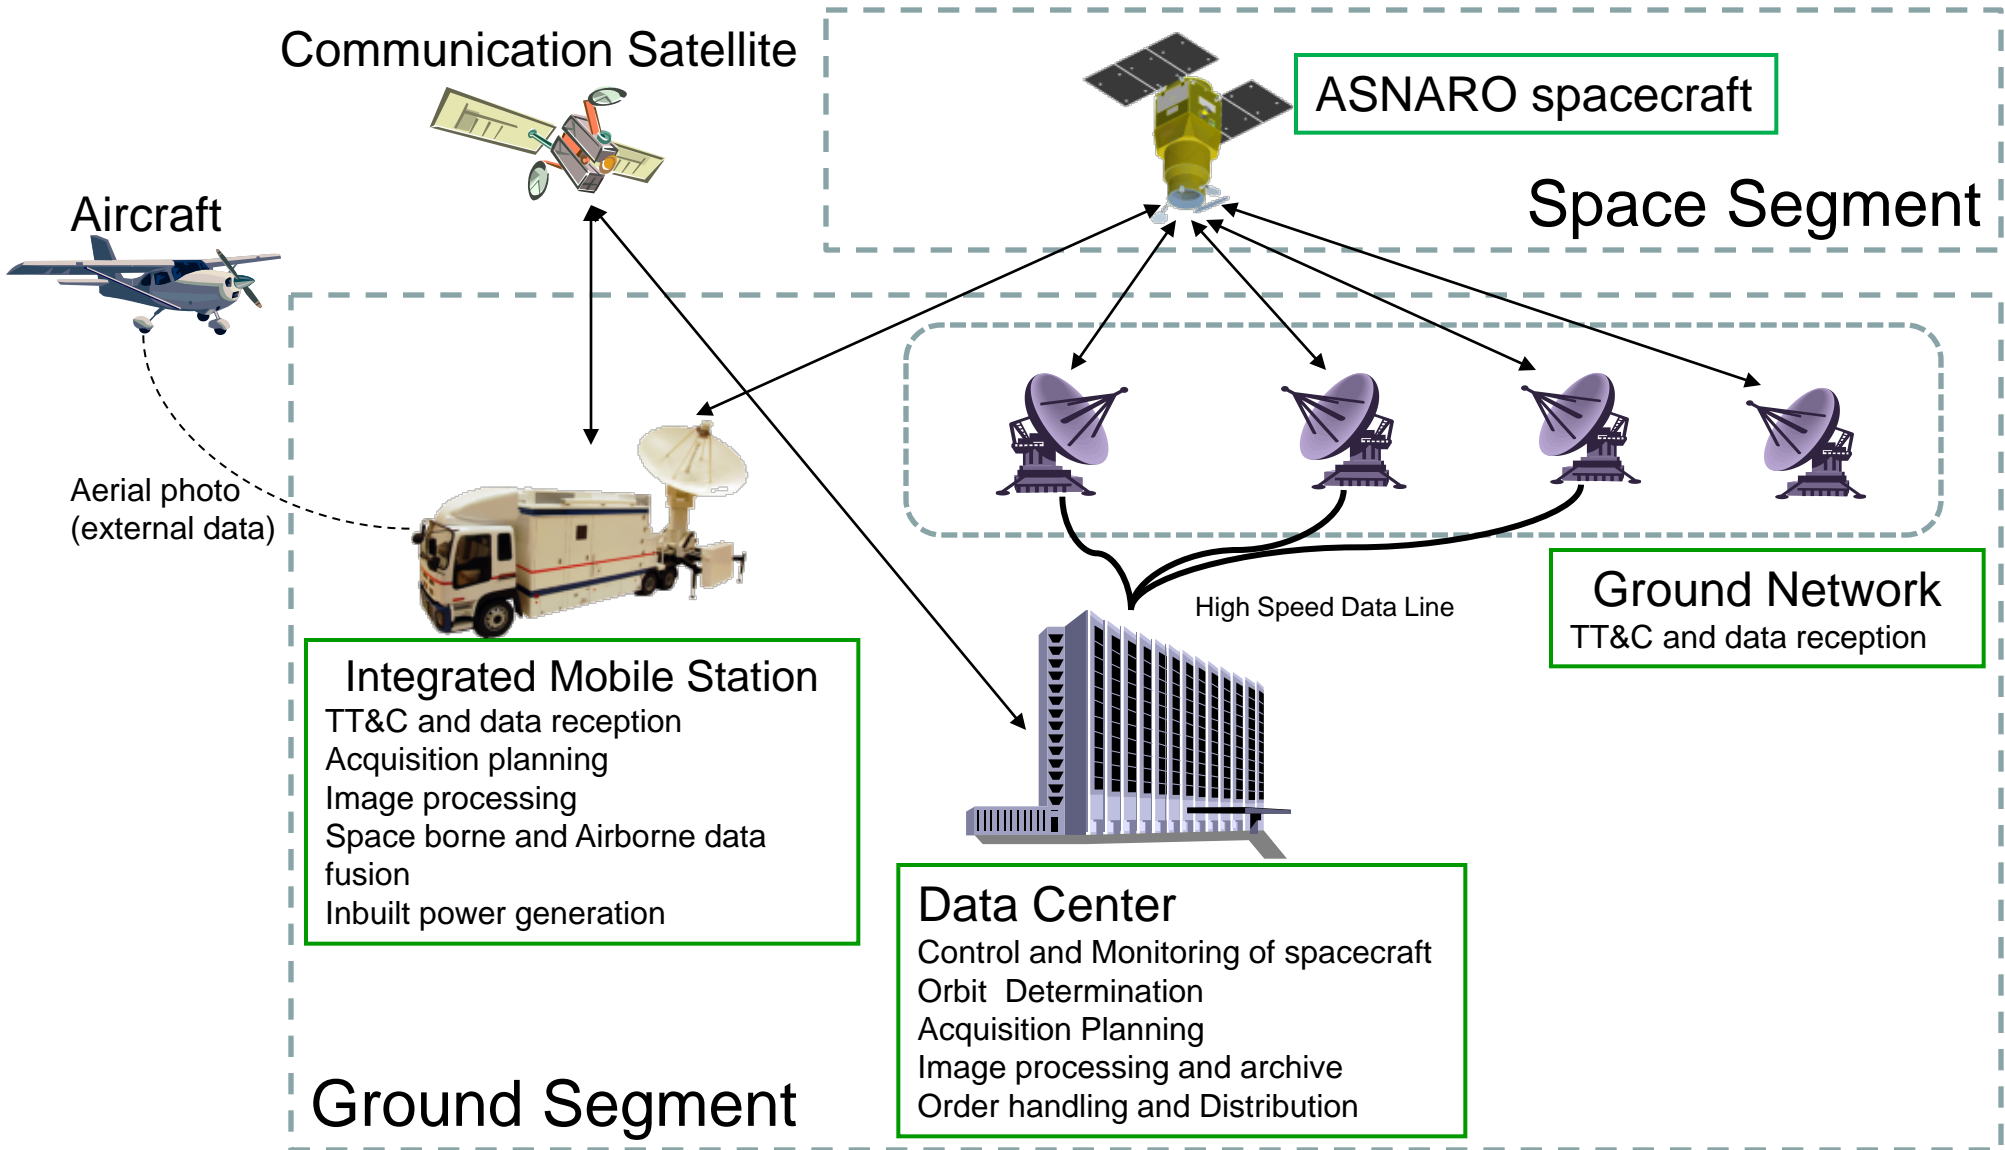 Communication Satellite
ASNARO spacecraft
Space Segment
Aircraft
Aerial photo
(external data)
High Speed Data Line
Ground Network
TT&C and data reception
Integrated Mobile Station
TT&C and data reception
Acquisition planning
Image processing
Space borne and Airborne data
fusion
Inbuilt power generation
Data Center
Control and Monitoring of spacecraft
Orbit  Determination
Acquisition Planning
Image processing and archive
Order handling and Distribution
Ground Segment